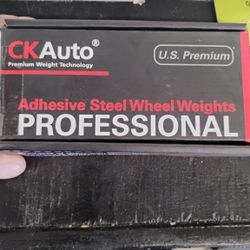 CKAuto®
Premium Weight Technology
U.S. Premium
Adhesive Steel Wheel Weights
PROFESSIONAL